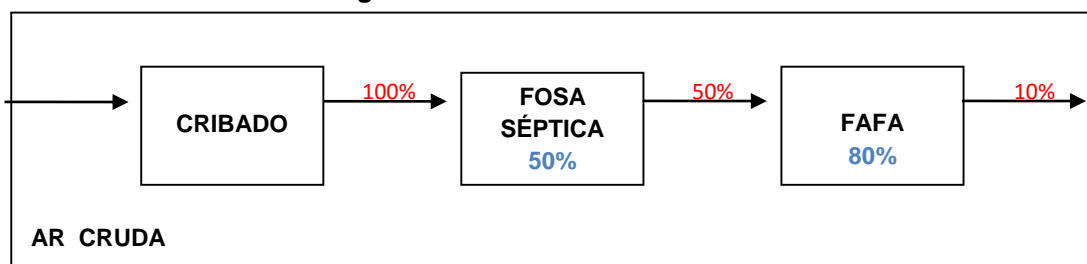 CRIBADO
100%
FOSA
SÉPTICA
50%
50%
FAFA
80%
10%
AR CRUDA